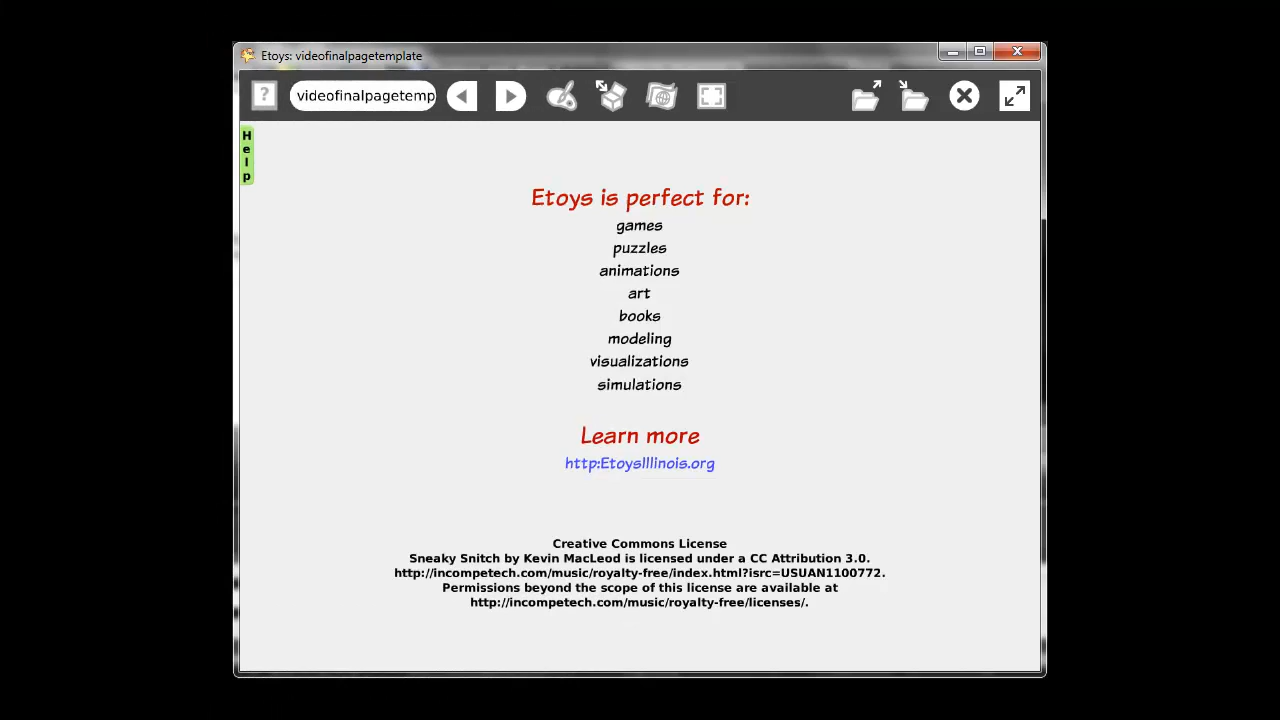 Etoys: videofinalpagetemplate
? videofinalpagetemp
Help
Etoys is perfect for:
games
puzzles
animations
art
books
modeling
visualizations
simulations
Learn more
http:EtoysIllinois.org
Creative Commons License
Sneaky Snitch by Kevin MacLeod is licensed under a CC Attribution 3.0.
http://incompetech.com/music/royalty-free/index.html?isrc=USUAN1100772.
Permissions beyond the scope of this license are available at
http://incompetech.com/music/royalty-free/licenses/.